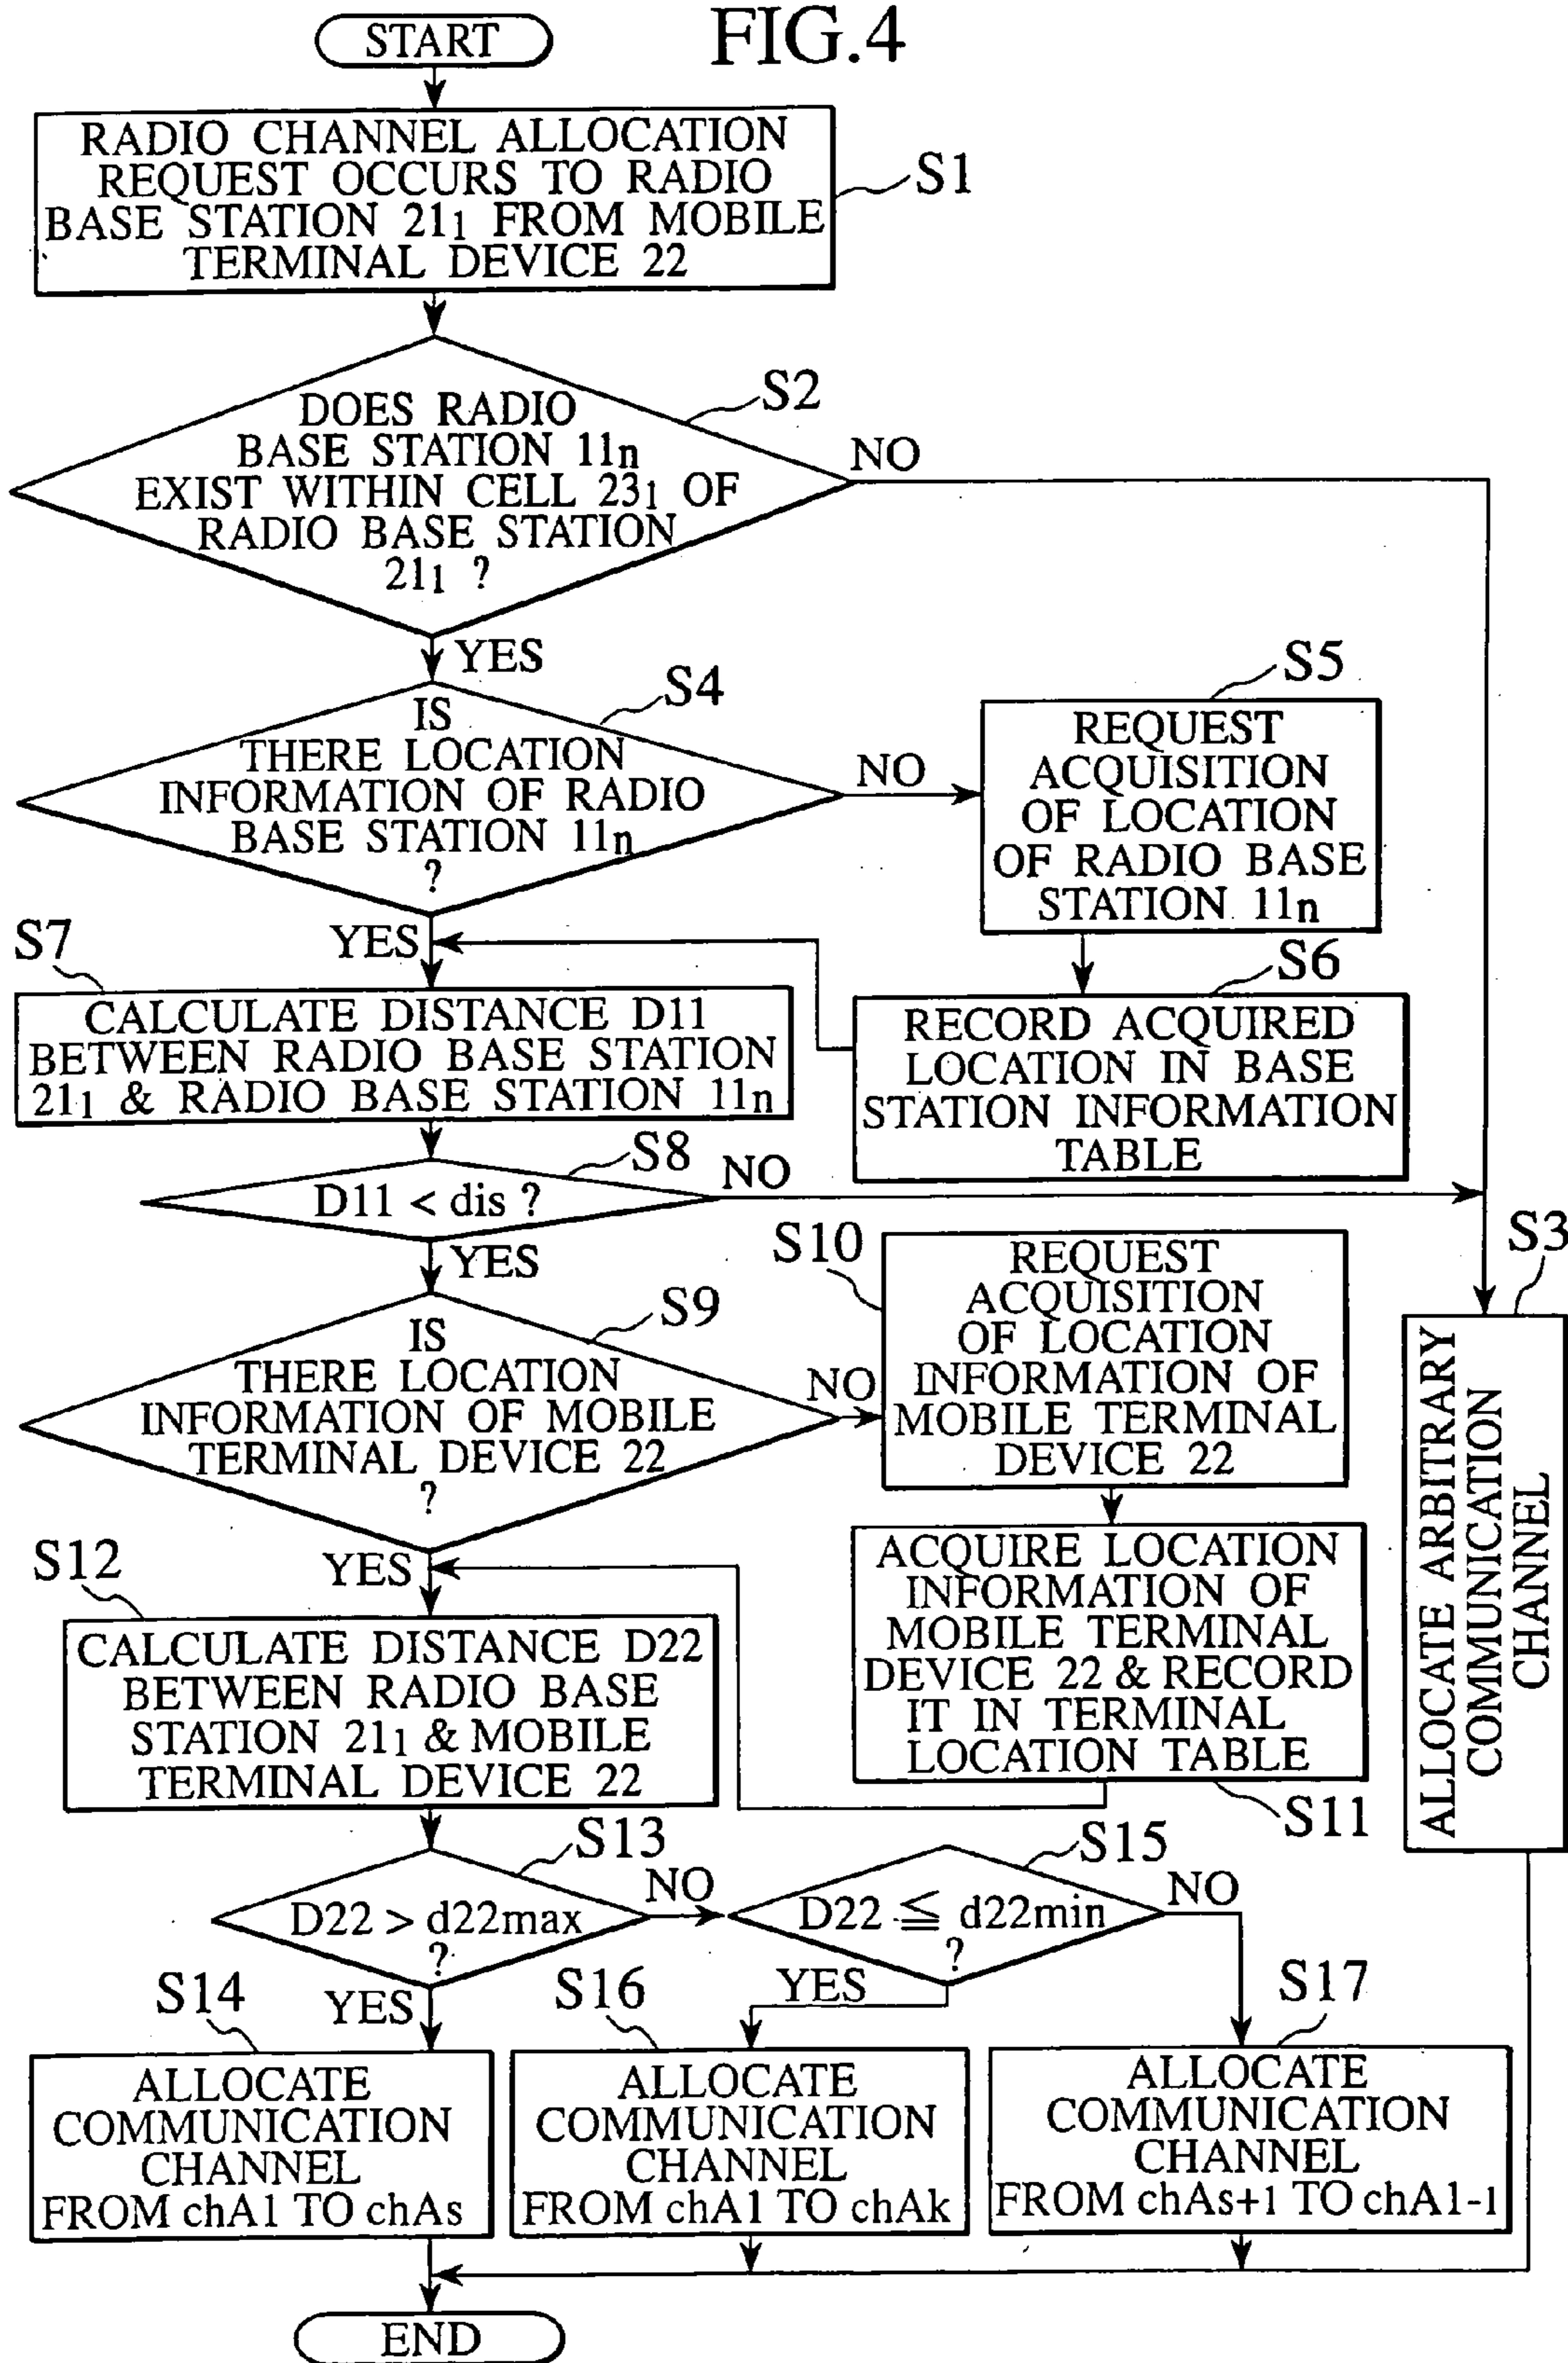 FIG.4
START
RADIO CHANNEL ALLOCATION
REQUEST OCCURS TO RADIO
BASE STATION 211 FROM MOBILE
TERMINAL DEVICE 22
S1
DOES RADIO
BASE STATION 11n
EXIST WITHIN CELL 231 OF
RADIO BASE STATION
211 ?
S2
NO
YES
IS
THERE LOCATION
INFORMATION OF RADIO
BASE STATION 11n
?
S4
NO
YES
REQUEST
ACQUISITION
OF LOCATION
OF RADIO BASE
STATION 11n
S5
RECORD ACQUIRED
LOCATION IN BASE
STATION INFORMATION
TABLE
S6
S7
CALCULATE DISTANCE D11
BETWEEN RADIO BASE STATION
211 & RADIO BASE STATION 11n
D11 < dis ?
S8
NO
YES
S3
ALLOCATE ARBITRARY
COMMUNICATION
CHANNEL
IS
THERE LOCATION
INFORMATION OF MOBILE
TERMINAL DEVICE 22
?
S9
NO
YES
S10
REQUEST
ACQUISITION
OF LOCATION
INFORMATION OF
MOBILE TERMINAL
DEVICE 22
ACQUIRE LOCATION
INFORMATION OF
MOBILE TERMINAL
DEVICE 22 & RECORD
IT IN TERMINAL
LOCATION TABLE
S11
S12
CALCULATE DISTANCE D22
BETWEEN RADIO BASE
STATION 211 & MOBILE
TERMINAL DEVICE 22
D22 > d22max
?
S13
NO
YES
D22 ≦ d22min
?
S15
NO
YES
S14
ALLOCATE
COMMUNICATION
CHANNEL
FROM chA1 TO chAs
S16
ALLOCATE
COMMUNICATION
CHANNEL
FROM chA1 TO chAk
S17
ALLOCATE
COMMUNICATION
CHANNEL
FROM chAs+1 TO chA1-1
END